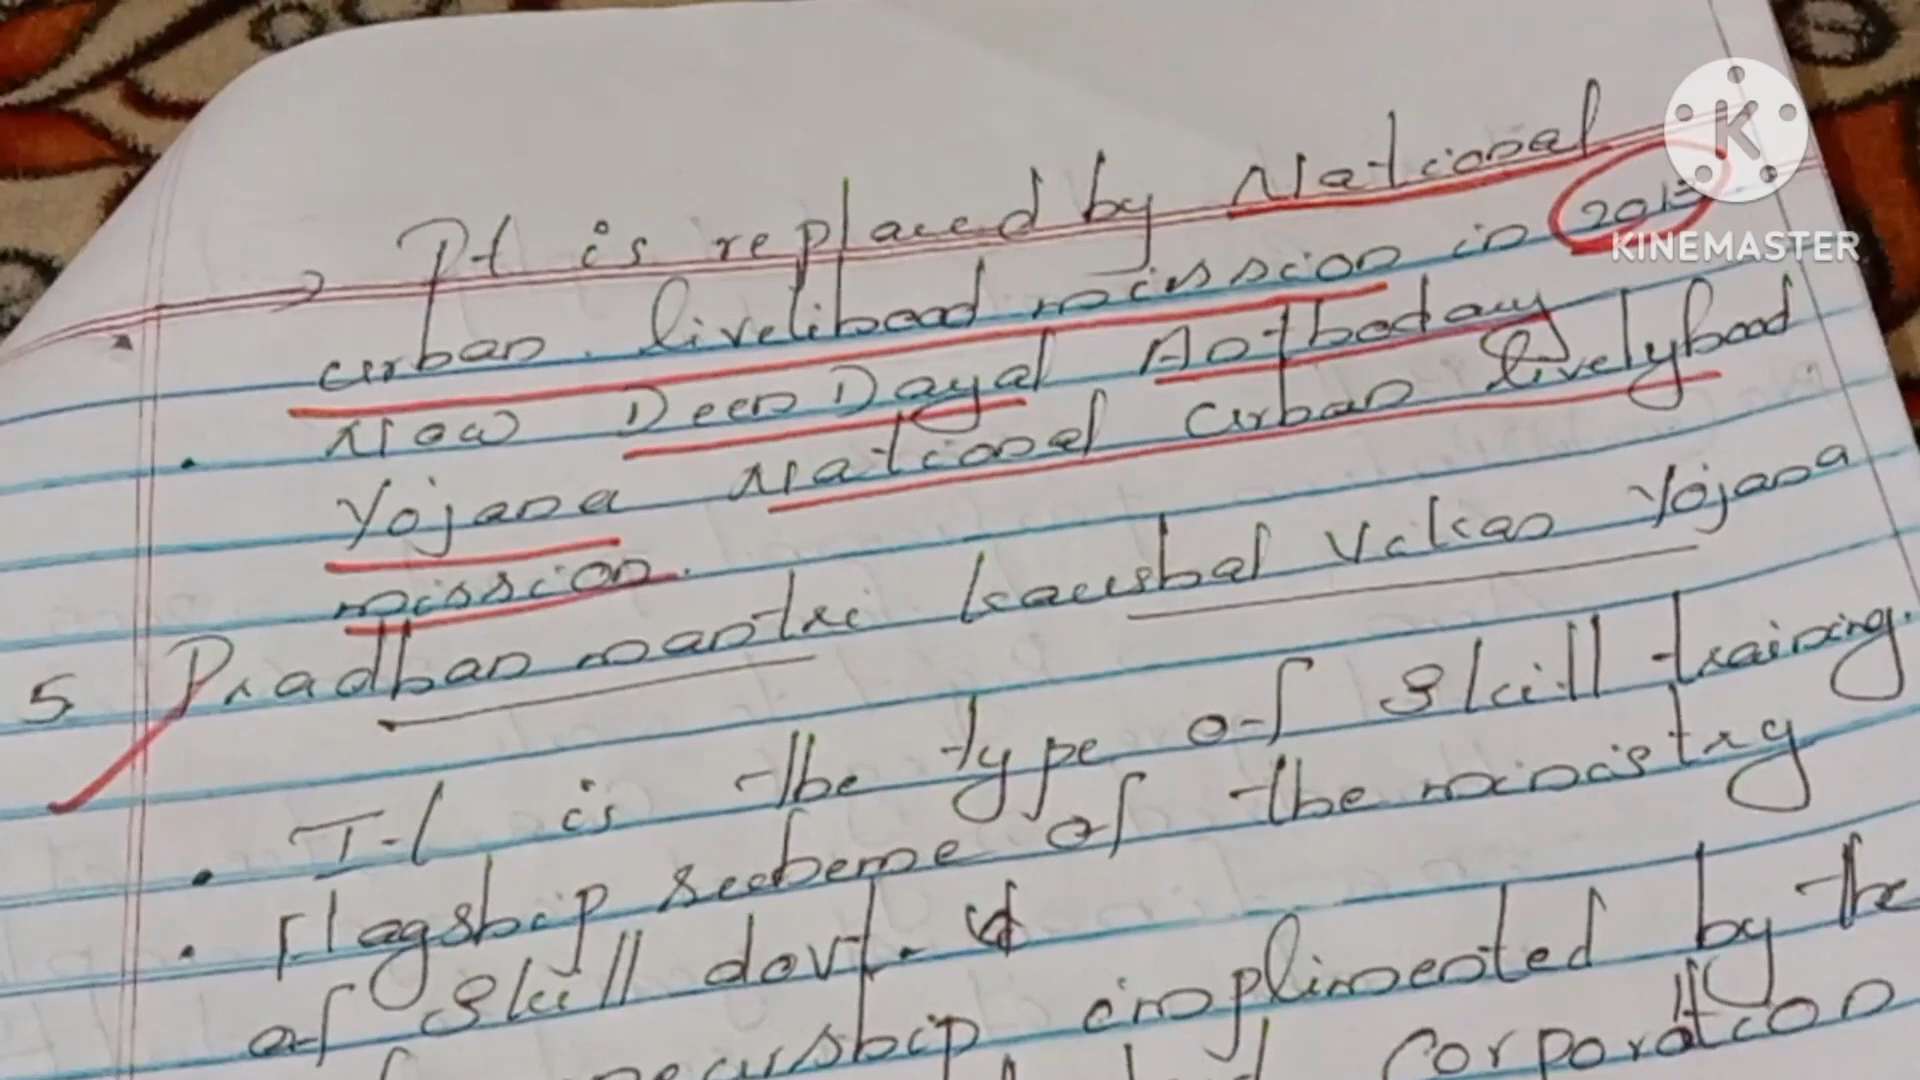 It is replaced by National
urban livelihood mission in 2013
Now Deen Dayal Anthoday
Yojana National urban livelyhood
mission.
5 Pradhan mantri kaushal Vikas Yojana
It is the type of Skill training.
Flagship scheme of the ministry
of Skill devt. &
implimented by the
Corporation
K
KINEMASTER